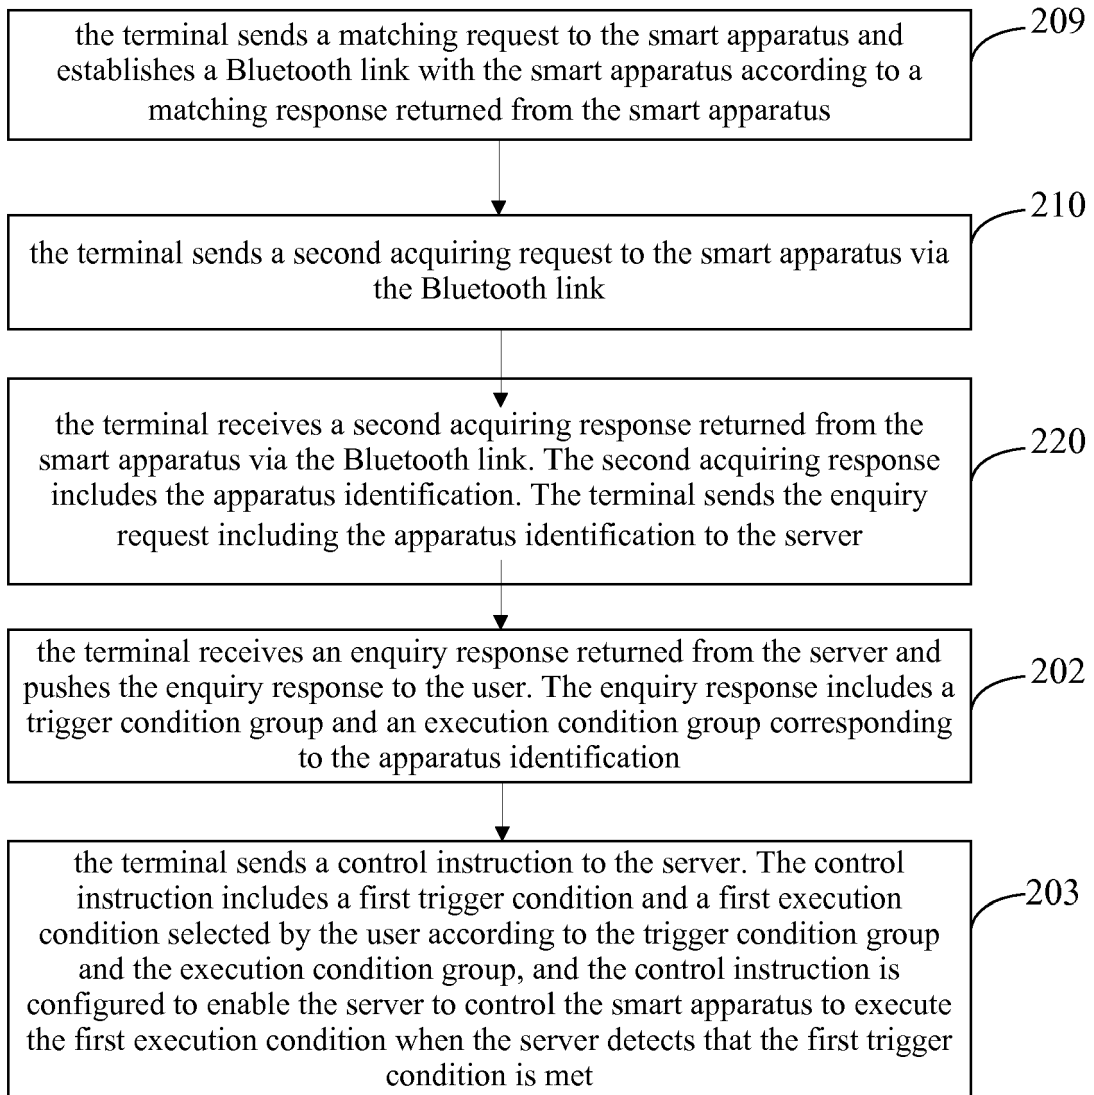 the terminal sends a matching request to the smart apparatus and
establishes a Bluetooth link with the smart apparatus according to a
matching response returned from the smart apparatus
209
the terminal sends a second acquiring request to the smart apparatus via
the Bluetooth link
210
the terminal receives a second acquiring response returned from the
smart apparatus via the Bluetooth link. The second acquiring response
includes the apparatus identification. The terminal sends the enquiry
request including the apparatus identification to the server
220
the terminal receives an enquiry response returned from the server and
pushes the enquiry response to the user. The enquiry response includes a
trigger condition group and an execution condition group corresponding
to the apparatus identification
202
the terminal sends a control instruction to the server. The control
instruction includes a first trigger condition and a first execution
condition selected by the user according to the trigger condition group
and the execution condition group, and the control instruction is
configured to enable the server to control the smart apparatus to execute
the first execution condition when the server detects that the first trigger
condition is met
203